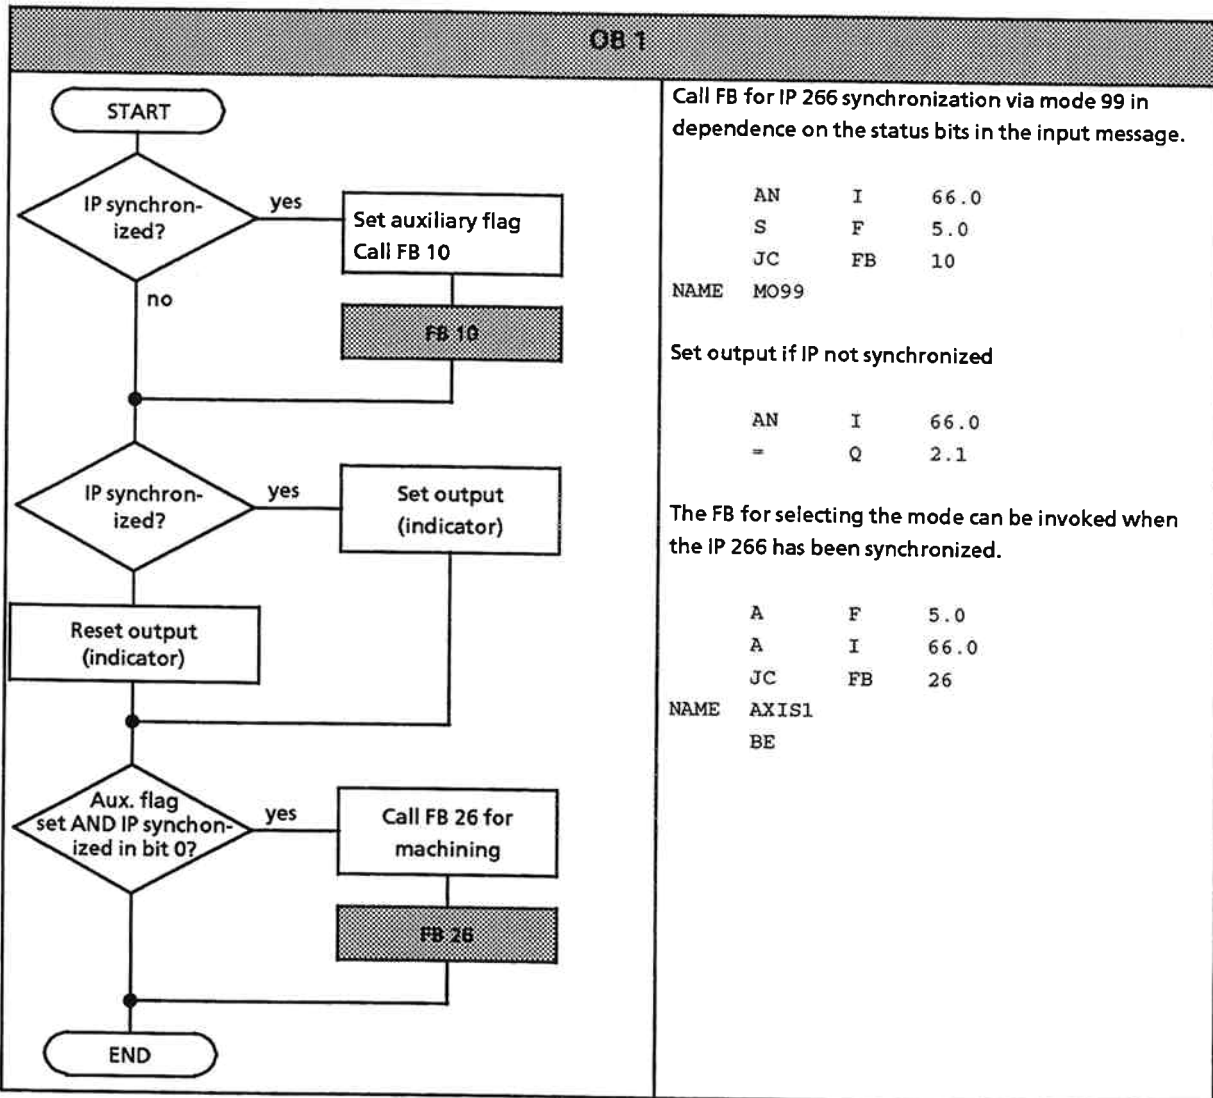 OB 1
START
IP synchron-
ized?
yes
no
Set auxiliary flag
Call FB 10
FB 10
IP synchron-
ized?
yes
Set output
(indicator)
Reset output
(indicator)
Aux. flag
set AND IP synchon-
ized in bit 0?
yes
Call FB 26 for
machining
FB 26
END
Call FB for IP 266 synchronization via mode 99 in
dependence on the status bits in the input message.
AN I 66.0
S F 5.0
JC FB 10
NAME MO99
Set output if IP not synchronized
AN I 66.0
= Q 2.1
The FB for selecting the mode can be invoked when
the IP 266 has been synchronized.
A F 5.0
A I 66.0
JC FB 26
NAME AXIS1
BE